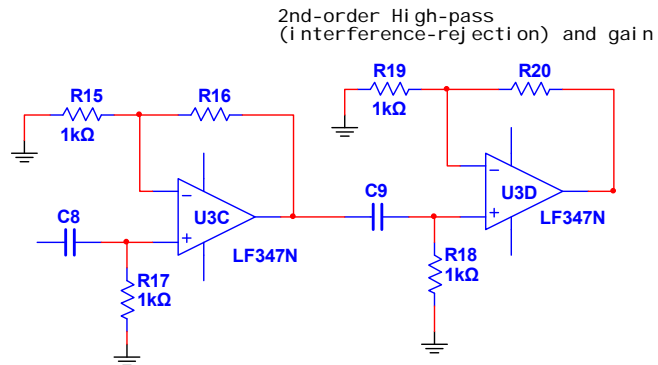 2nd-order High-pass
(interference-rejection) and gain
R15
1kΩ
R16
R19
1kΩ
R20
C8
U3C
LF347N
R17
1kΩ
C9
U3D
LF347N
R18
1kΩ